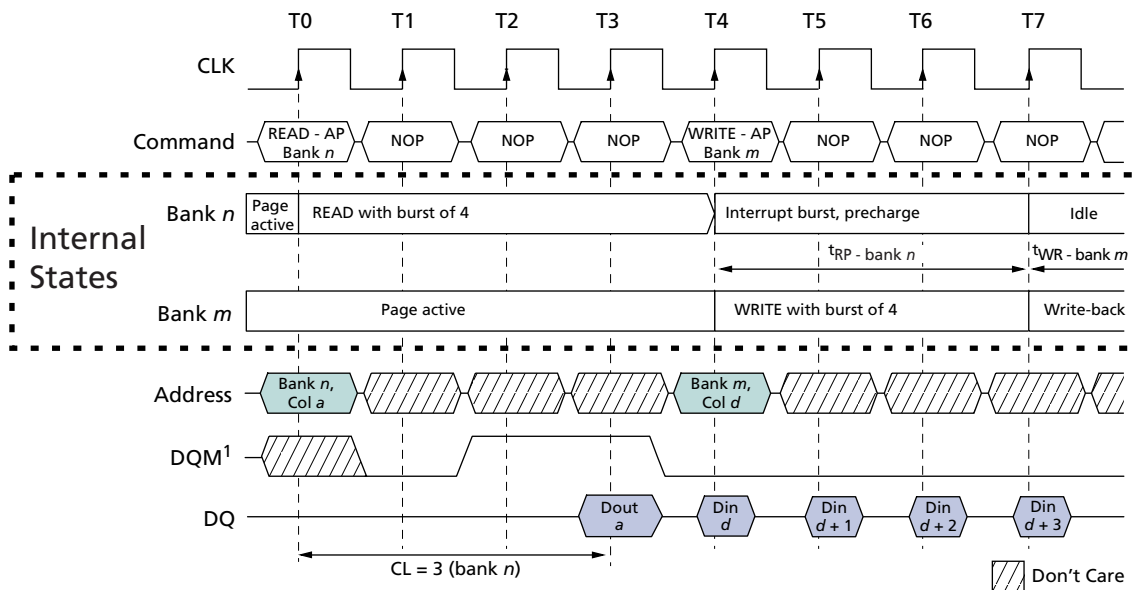 T0 T1 T2 T3 T4 T5 T6 T7
CLK
Command
READ - AP
Bank n
NOP
NOP
NOP
WRITE - AP
Bank m
NOP
NOP
NOP
Internal
States
Bank n
Page
active
READ with burst of 4
Interrupt burst, precharge
Idle
tRP - bank n
tWR - bank m
Bank m
Page active
WRITE with burst of 4
Write-back
Address
Bank n,
Col a
Bank m,
Col d
DQM1
DQ
Dout
a
Din
d
Din
d + 1
Din
d + 2
Din
d + 3
CL = 3 (bank n)
Don't Care